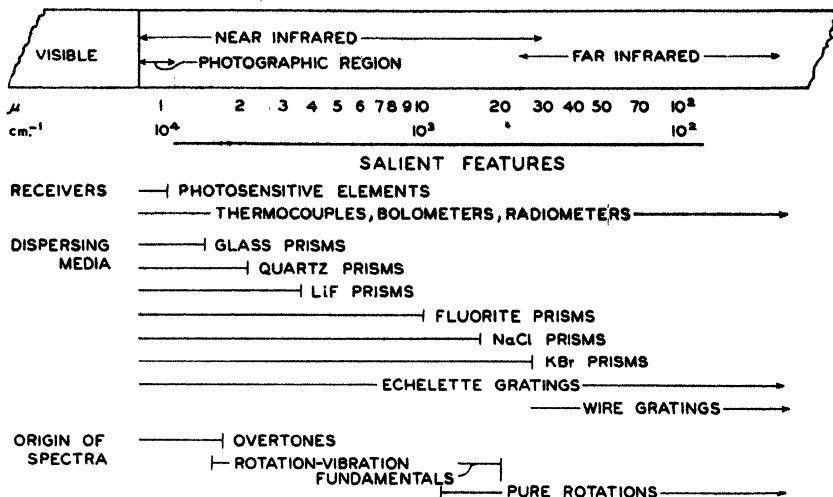 NEAR INFRARED
VISIBLE
FAR INFRARED
PHOTOGRAPHIC REGION
μ 1 2 3 4 5 6 7 8 9 10 20 30 40 50 70 10²
cm.⁻¹ 10⁴ 10³ 10²
SALIENT FEATURES
RECEIVERS PHOTOSENSITIVE ELEMENTS
THERMOCOUPLES, BOLOMETERS, RADIOMETERS
DISPERSING GLASS PRISMS
MEDIA QUARTZ PRISMS
LiF PRISMS
FLUORITE PRISMS
NaCl PRISMS
KBr PRISMS
ECHELETTE GRATINGS
WIRE GRATINGS
ORIGIN OF OVERTONES
SPECTRA ROTATION-VIBRATION
FUNDAMENTALS
PURE ROTATIONS